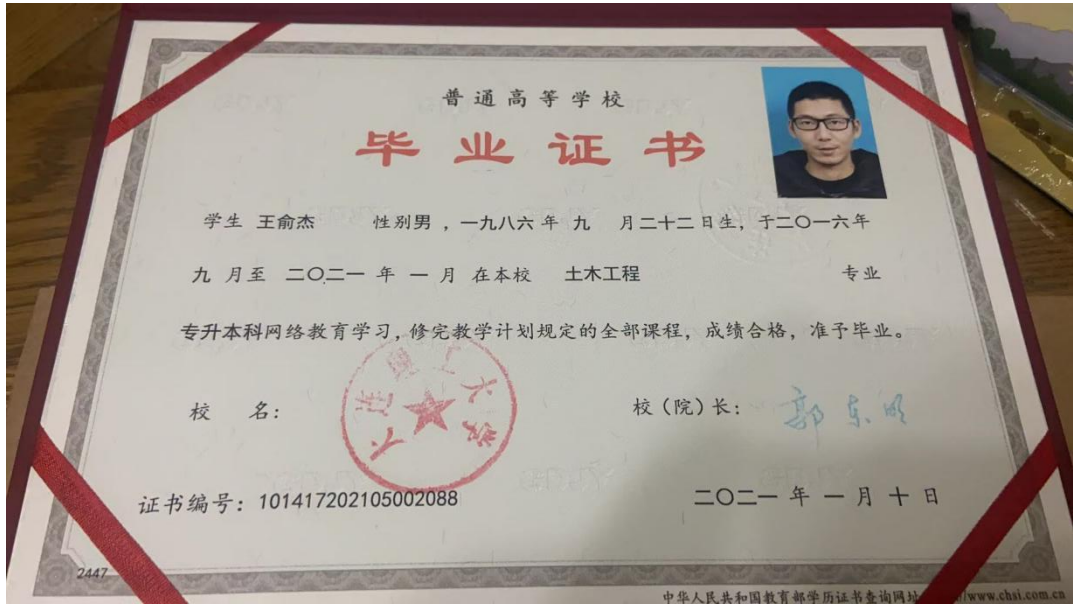 普通高等学校
毕业证书
学生 王俞杰 性别男，一九八六年 九 月二十二日生，于二〇一六年
九 月至 二〇二一 年 一 月 在本校 土木工程 专业
专升本科网络教育学习，修完教学计划规定的全部课程，成绩合格，准予毕业。
校 名：
大连理工大学
校（院）长：
郭东明
证书编号：101417202105002088
二〇二一 年 一 月 十 日
2447
中华人民共和国教育部学历证书查询网址
/www.chsi.com.cn